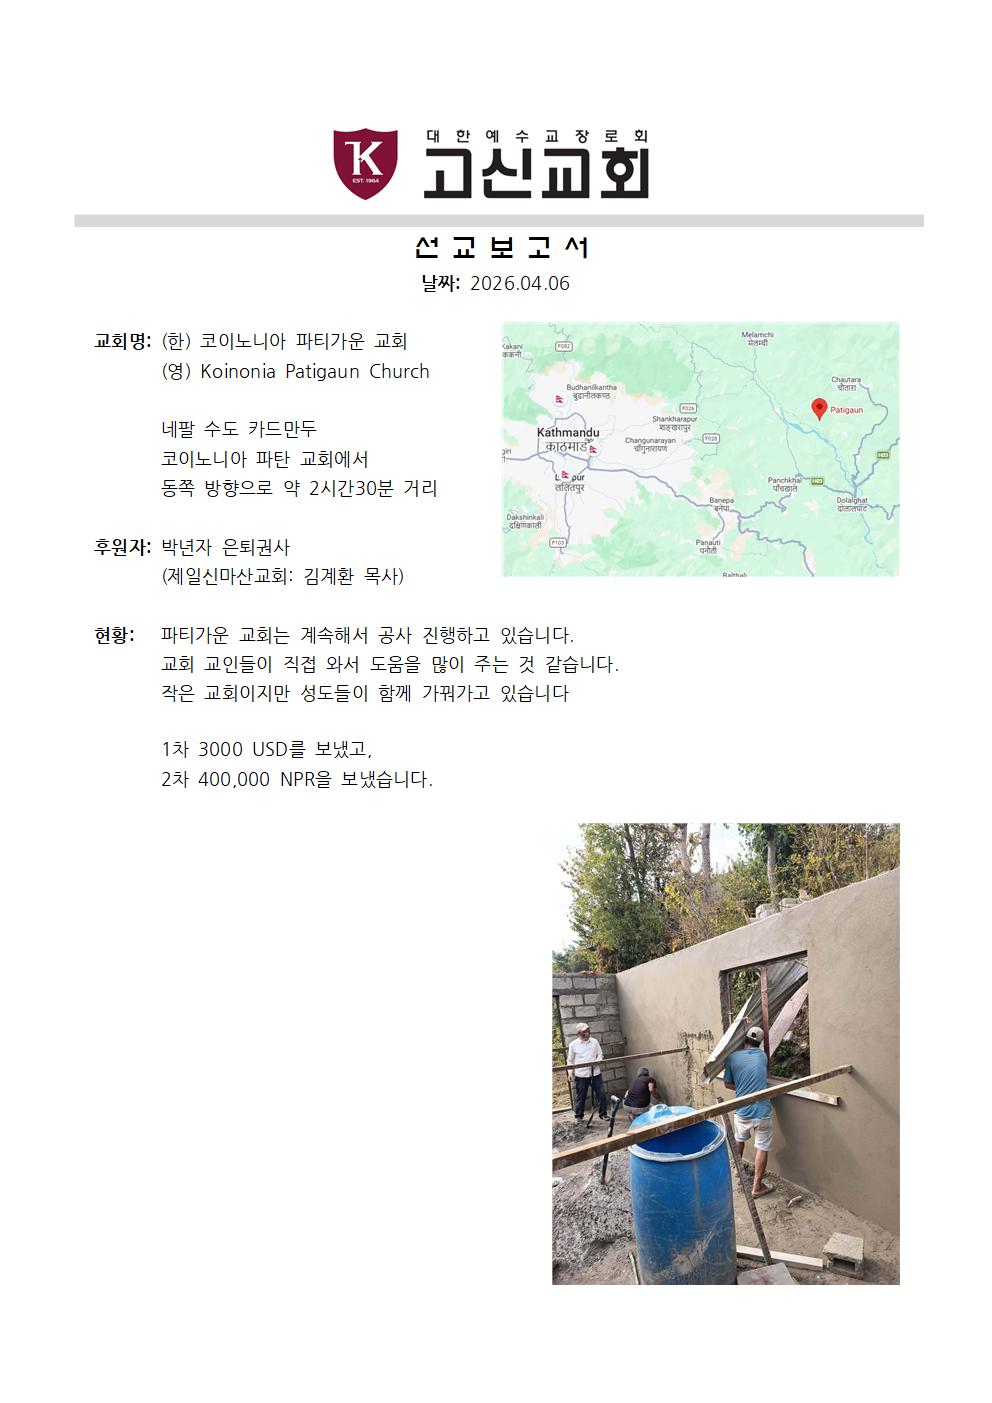 대한예수교장로회
고신교회
K
EST. 1964
선교보고서
날짜: 2026.04.06
교회명: (한) 코이노니아 파티가운 교회
(영) Koinonia Patigaun Church
네팔 수도 카드만두
코이노니아 파탄 교회에서
동쪽 방향으로 약 2시간30분 거리
Melamchi
मेलम्ची
Kakani
ककनी
F082
Budhanilkantha
बुढानीलकण्ठ
Chautara
चौतारा
Patigaun
F026
Shankharapur
शङ्खरापुर
Kathmandu
काठमाडौं
Changunarayan
चाँगुनारायण
F028
H03
ललितपुर
Panchkhal
पाँचखाल
Banepa
बनेपा
Dolalghat
दोलालघाट
Dakshinkali
दक्षिणकाली
F103
Panauti
पनौती
Balthali
후원자: 박년자 은퇴권사
(제일신마산교회: 김계환 목사)
현황: 파티가운 교회는 계속해서 공사 진행하고 있습니다.
교회 교인들이 직접 와서 도움을 많이 주는 것 같습니다.
작은 교회이지만 성도들이 함께 가꿔가고 있습니다
1차 3000 USD를 보냈고,
2차 400,000 NPR을 보냈습니다.